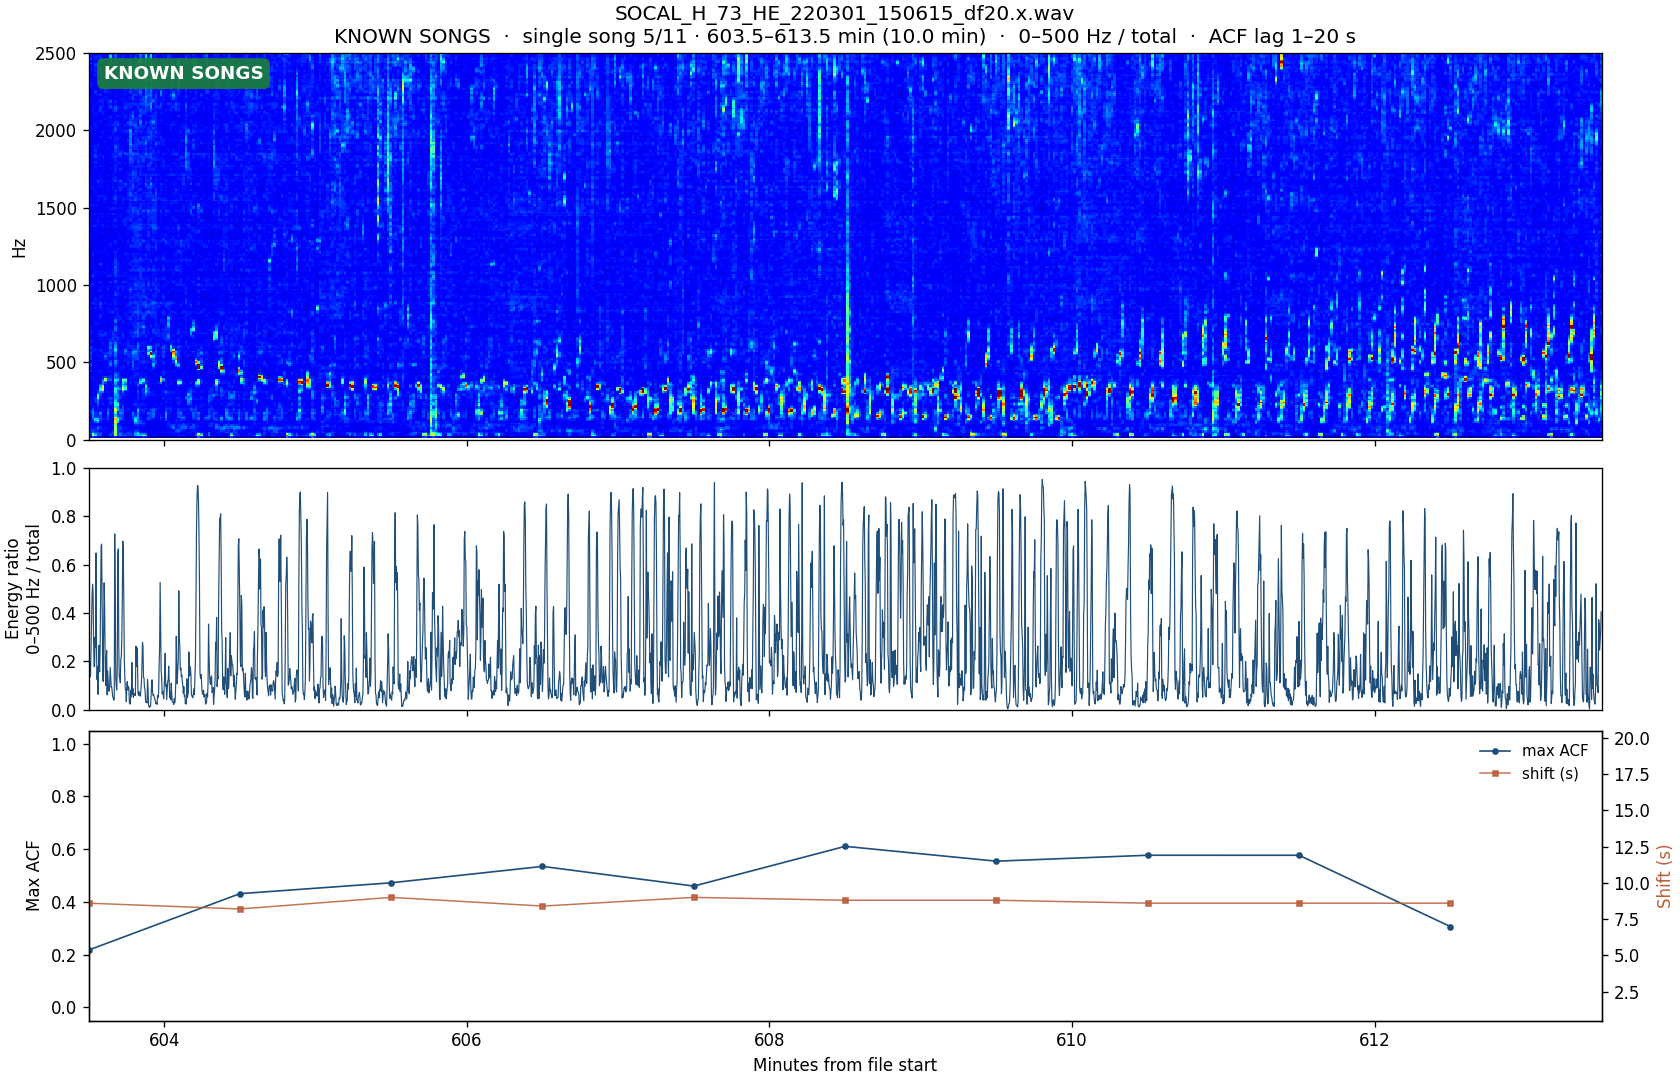 SOCAL_H_73_HE_220301_150615_df20.x.wav
KNOWN SONGS · single song 5/11 · 603.5–613.5 min (10.0 min) · 0–500 Hz / total · ACF lag 1–20 s
KNOWN SONGS
2500
2000
1500
1000
500
0
Hz
1.0
0.8
0.6
0.4
0.2
0.0
Energy ratio
0–500 Hz / total
1.0
0.8
0.6
0.4
0.2
0.0
Max ACF
max ACF
shift (s)
20.0
17.5
15.0
12.5
10.0
7.5
5.0
2.5
Shift (s)
604
606
608
610
612
Minutes from file start